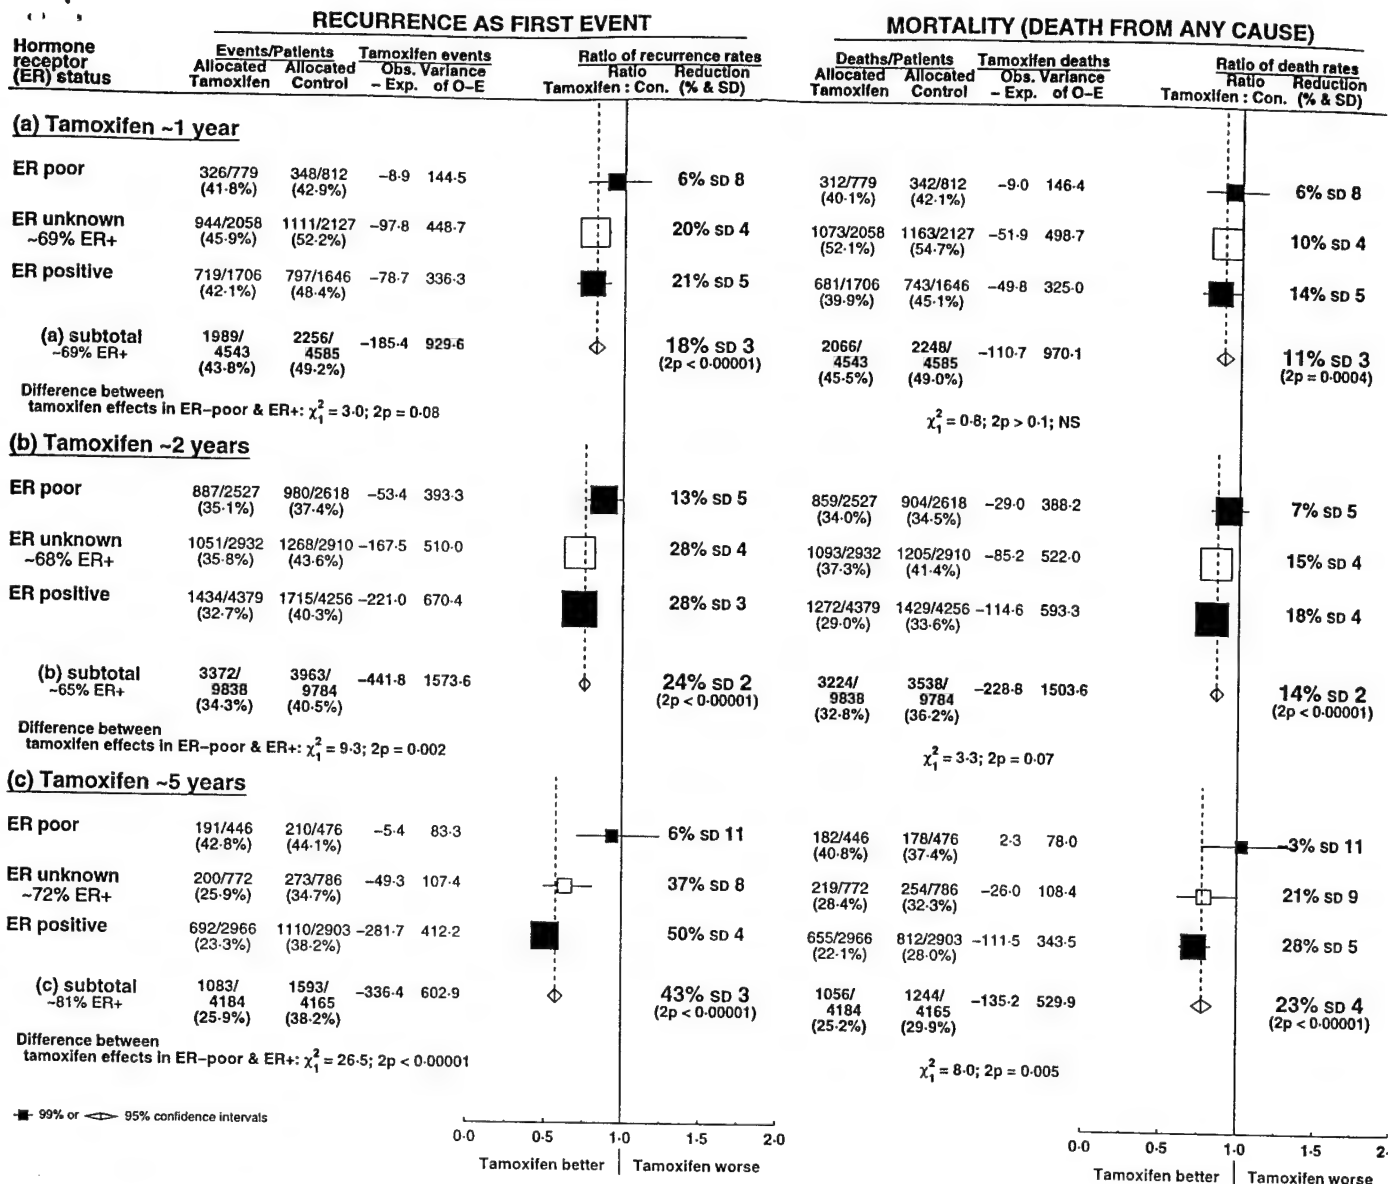 RECURRENCE AS FIRST EVENT MORTALITY (DEATH FROM ANY CAUSE)
Hormone receptor (ER) status
Events/Patients Tamoxifen events Ratio of recurrence rates Deaths/Patients Tamoxifen deaths Ratio of death rates
Allocated Allocated Obs. Variance Ratio Reduction Allocated Allocated Obs. Variance Ratio Reduction
Tamoxifen Control – Exp. of O–E Tamoxifen : Con. (% & SD) Tamoxifen Control – Exp. of O–E Tamoxifen : Con. (% & SD)
(a) Tamoxifen ~1 year
ER poor 326/779 348/812 –8·9 144·5 6% SD 8 312/779 342/812 –9·0 146·4 6% SD 8
(41·8%) (42·9%) (40·1%) (42·1%)
ER unknown 944/2058 1111/2127 –97·8 448·7 20% SD 4 1073/2058 1163/2127 –51·9 498·7 10% SD 4
~69% ER+ (45·9%) (52·2%) (52·1%) (54·7%)
ER positive 719/1706 797/1646 –78·7 336·3 21% SD 5 681/1706 743/1646 –49·8 325·0 14% SD 5
(42·1%) (48·4%) (39·9%) (45·1%)
(a) subtotal 1989/ 2256/ –185·4 929·6 18% SD 3 2066/ 2248/ –110·7 970·1 11% SD 3
~69% ER+ 4543 4585 (2p < 0·00001) 4543 4585 (2p = 0·0004)
(43·8%) (49·2%) (45·5%) (49·0%)
Difference between
tamoxifen effects in ER–poor & ER+: χ²₁ = 3·0; 2p = 0·08 χ²₁ = 0·8; 2p > 0·1; NS
(b) Tamoxifen ~2 years
ER poor 887/2527 980/2618 –53·4 393·3 13% SD 5 859/2527 904/2618 –29·0 388·2 7% SD 5
(35·1%) (37·4%) (34·0%) (34·5%)
ER unknown 1051/2932 1268/2910 –167·5 510·0 28% SD 4 1093/2932 1205/2910 –85·2 522·0 15% SD 4
~68% ER+ (35·8%) (43·6%) (37·3%) (41·4%)
ER positive 1434/4379 1715/4256 –221·0 670·4 28% SD 3 1272/4379 1429/4256 –114·6 593·3 18% SD 4
(32·7%) (40·3%) (29·0%) (33·6%)
(b) subtotal 3372/ 3963/ –441·8 1573·6 24% SD 2 3224/ 3538/ –228·8 1503·6 14% SD 2
~65% ER+ 9838 9784 (2p < 0·00001) 9838 9784 (2p < 0·00001)
(34·3%) (40·5%) (32·8%) (36·2%)
Difference between
tamoxifen effects in ER–poor & ER+: χ²₁ = 9·3; 2p = 0·002 χ²₁ = 3·3; 2p = 0·07
(c) Tamoxifen ~5 years
ER poor 191/446 210/476 –5·4 83·3 6% SD 11 182/446 178/476 2·3 78·0 –3% SD 11
(42·8%) (44·1%) (40·8%) (37·4%)
ER unknown 200/772 273/786 –49·3 107·4 37% SD 8 219/772 254/786 –26·0 108·4 21% SD 9
~72% ER+ (25·9%) (34·7%) (28·4%) (32·3%)
ER positive 692/2966 1110/2903 –281·7 412·2 50% SD 4 655/2966 812/2903 –111·5 343·5 28% SD 5
(23·3%) (38·2%) (22·1%) (28·0%)
(c) subtotal 1083/ 1593/ –336·4 602·9 43% SD 3 1056/ 1244/ –135·2 529·9 23% SD 4
~81% ER+ 4184 4165 (2p < 0·00001) 4184 4165 (2p < 0·00001)
(25·9%) (38·2%) (25·2%) (29·9%)
Difference between
tamoxifen effects in ER–poor & ER+: χ²₁ = 26·5; 2p < 0·00001 χ²₁ = 8·0; 2p = 0·005
99% or 95% confidence intervals
0·0 0·5 1·0 1·5 2·0 0·0 0·5 1·0 1·5 2·
Tamoxifen better Tamoxifen worse Tamoxifen better Tamoxifen worse